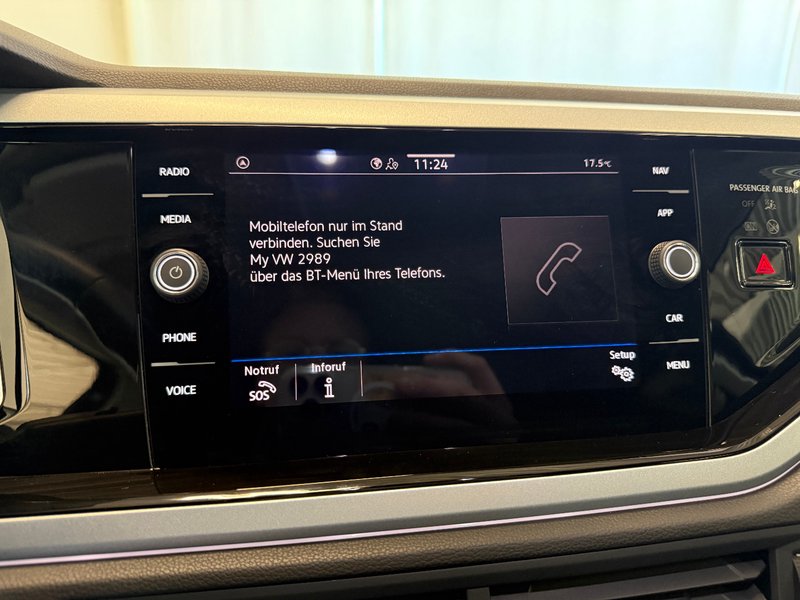 RADIO
MEDIA
PHONE
VOICE
11:24
17.5°C
Mobiltelefon nur im Stand
verbinden. Suchen Sie
My VW 2989
über das BT-Menü Ihres Telefons.
Notruf
SOS
Inforuf
Setup
NAV
APP
CAR
MENU
PASSENGER AIR BAG
OFF